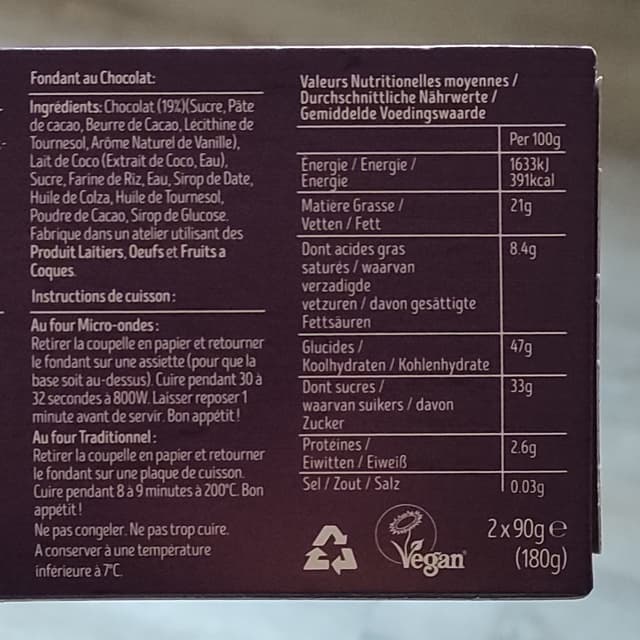 Fondant au Chocolat:
Ingrédients: Chocolat (19%)(Sucre, Pâte
de cacao, Beurre de Cacao, Lécithine de
Tournesol, Arôme Naturel de Vanille),
Lait de Coco (Extrait de Coco, Eau),
Sucre, Farine de Riz, Eau, Sirop de Date,
Huile de Colza, Huile de Tournesol,
Poudre de Cacao, Sirop de Glucose.
Fabrique dans un atelier utilisant des
Produit Laitiers, Oeufs et Fruits a
Coques.
Instructions de cuisson:
Au four Micro-ondes:
Retirer la coupelle en papier et retourner
le fondant sur une assiette (pour que la
base soit au-dessus). Cuire pendant 30 à
32 secondes à 800W. Laisser reposer 1
minute avant de servir. Bon appétit!
Au four Traditionnel:
Retirer la coupelle en papier et retourner
le fondant sur une plaque de cuisson.
Cuire pendant 8 à 9 minutes à 200°C. Bon
appétit!
Ne pas congeler. Ne pas trop cuire.
A conserver à une température
inférieure à 7°C.
Valeurs Nutritionelles moyennes /
Durchschnittliche Nährwerte /
Gemiddelde Voedingswaarde
Per 100g
Énergie / Energie /
Energie
1633kJ
391kcal
Matière Grasse /
Vetten / Fett
21g
Dont acides gras
saturés / waarvan
verzadigde
vetzuren / davon gesättigte
Fettsäuren
8.4g
Glucides /
Koolhydraten / Kohlenhydrate
47g
Dont sucres /
waarvan suikers / davon
Zucker
33g
Protéines /
Eiwitten / Eiweiß
2.6g
Sel / Zout / Salz
0.03g
Vegan
2x90g e
(180g)